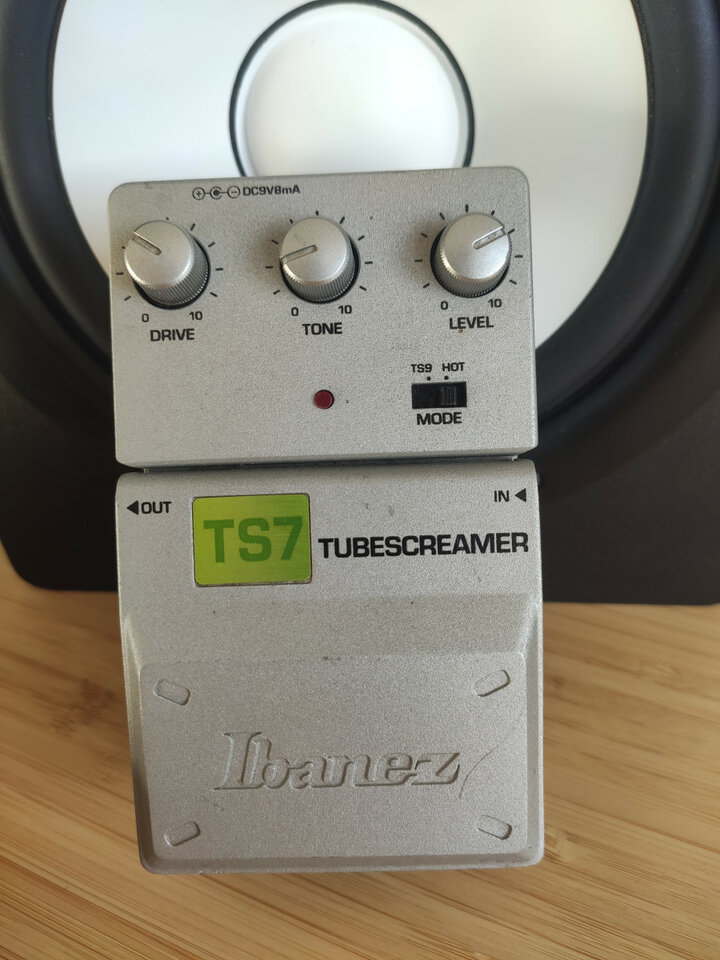 DC9V8mA
0 10 0 10 0 10
DRIVE TONE LEVEL
TS9 HOT
MODE
OUT IN
TS7 TUBESCREAMER
Ibanez